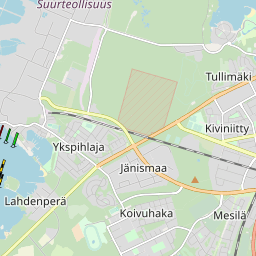 Suurteollisuus
Tullimäki
Kiviniitty
Ykspihlaja
Jänismaa
Lahdenperä
Koivuhaka
Mesilä